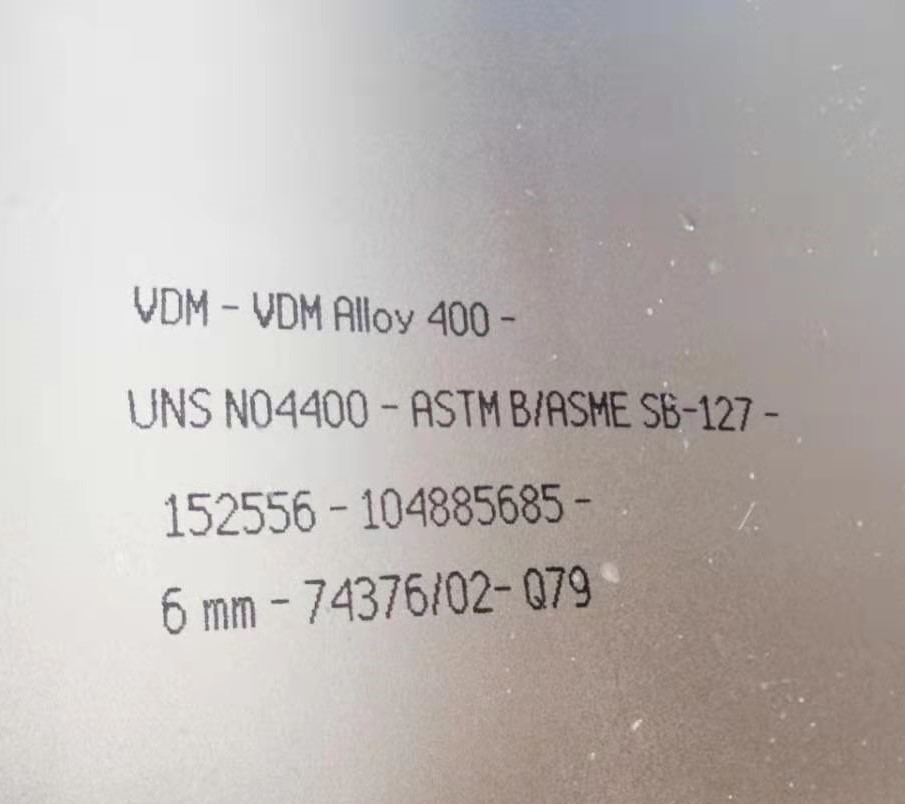 VDM - VDM Alloy 400 -
UNS N04400 - ASTM B/ASME SB-127 -
152556 - 104885685 -
6 mm - 74376/02- Q79